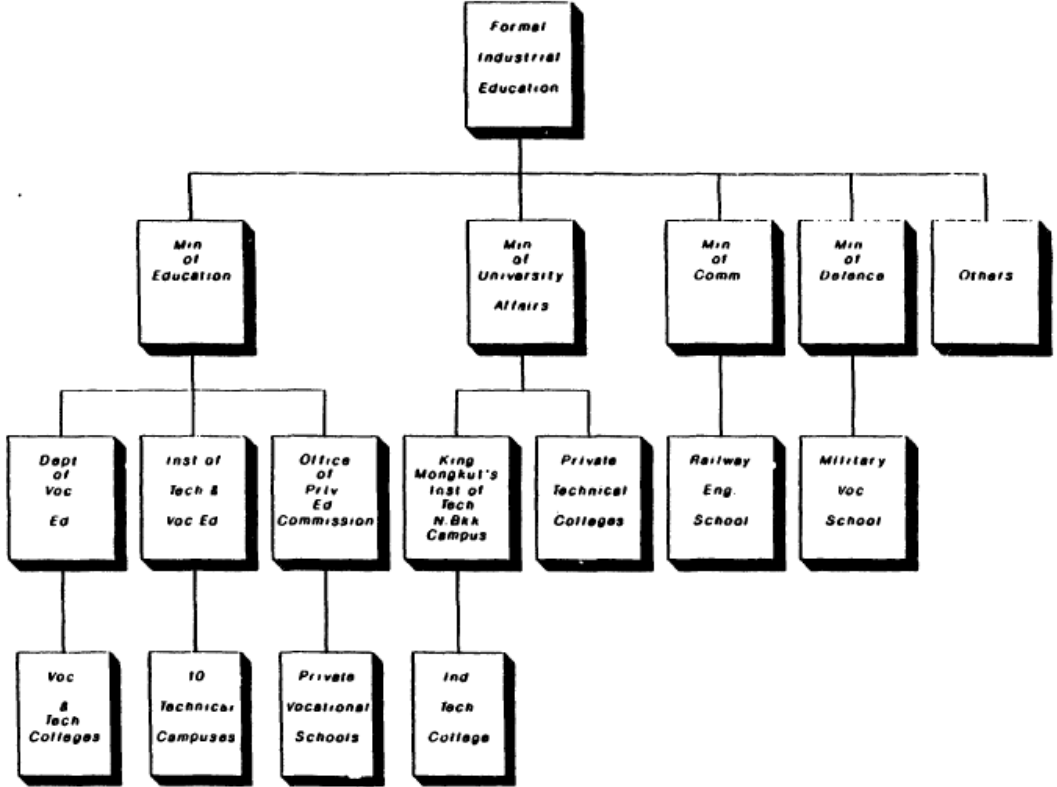 Formal
Industrial
Education
Min
of
Education
Min
of
University
Affairs
Min
of
Comm
Min
of
Defence
Others
Dept
of
Voc
Ed
Inst of
Tech &
Voc Ed
Office
of
Priv
Ed
Commission
King
Mongkut's
Inst of
Tech
N.Bkk
Campus
Private
Technical
Colleges
Railway
Eng.
School
Military
Voc
School
Voc
&
Tech
Colleges
10
Technical
Campuses
Private
Vocational
Schools
Ind
Tech
College